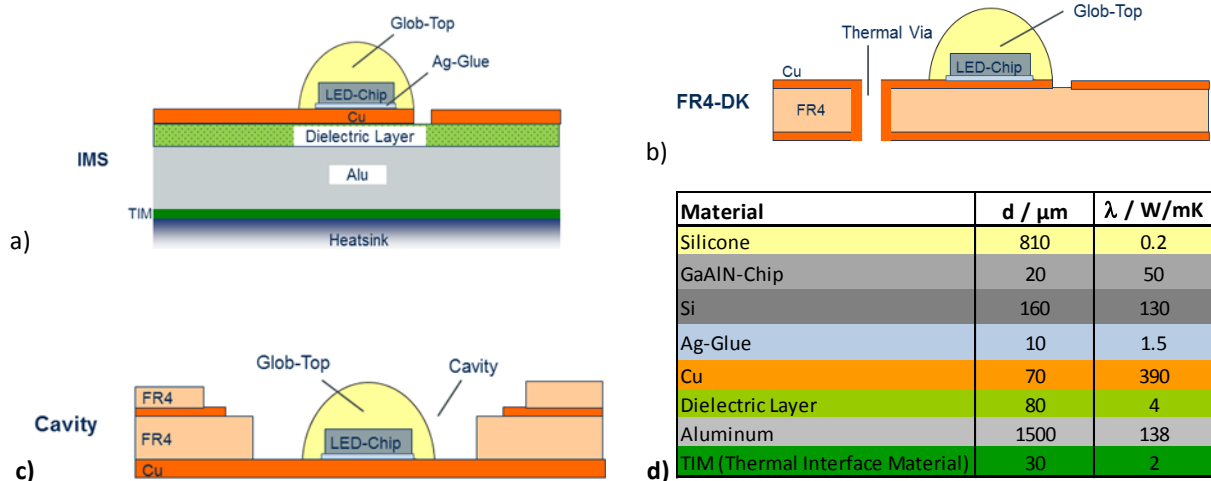 Glob-Top
Ag-Glue
LED-Chip
Cu
Dielectric Layer
IMS
Alu
TIM
Heatsink
a)
Glob-Top
Thermal Via
Cu
LED-Chip
FR4-DK
FR4
b)
Glob-Top
Cavity
FR4
Cavity
FR4
LED-Chip
c)
Cu
d)
Material d / µm λ / W/mK
Silicone 810 0.2
GaAlN-Chip 20 50
Si 160 130
Ag-Glue 10 1.5
Cu 70 390
Dielectric Layer 80 4
Aluminum 1500 138
TIM (Thermal Interface Material) 30 2